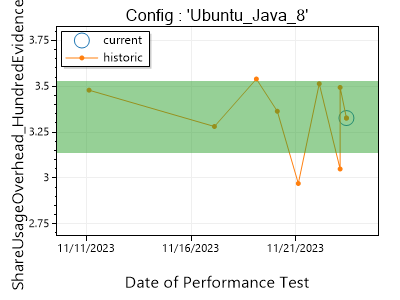 Config : 'Ubuntu_Java_8'
ShareUsageOverhead_HundredEvidence
3.75
3.5
3.25
3
2.75
current
historic
11/11/2023
11/16/2023
11/21/2023
Date of Performance Test